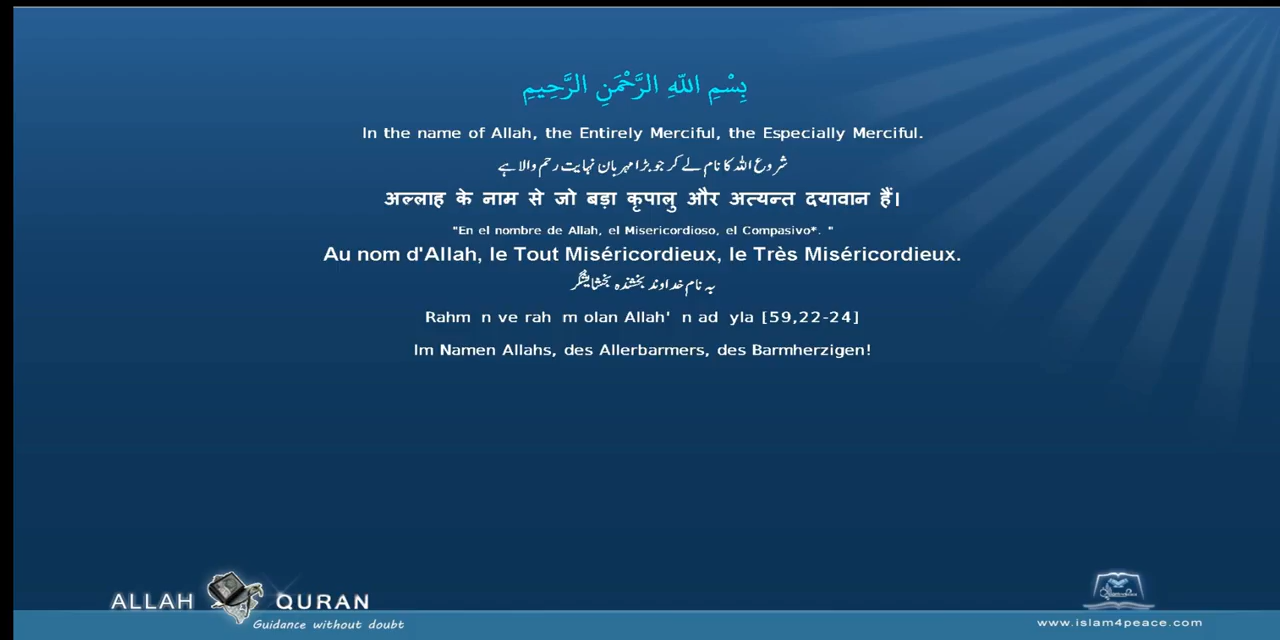 بِسْمِ اللّهِ الرَّحْمَنِ الرَّحِيمِ
In the name of Allah, the Entirely Merciful, the Especially Merciful.
شروع الله کا نام لے کر جو بڑا مہربان نہایت رحم والا ہے
अल्लाह के नाम से जो बड़ा कृपालु और अत्यन्त दयावान हैं।
"En el nombre de Allah, el Misericordioso, el Compasivo*. "
Au nom d'Allah, le Tout Miséricordieux, le Très Miséricordieux.
به نام خداوند بخشنده بخشایشگر
Rahm n ve rah m olan Allah' n ad yla [59,22-24]
Im Namen Allahs, des Allerbarmers, des Barmherzigen!
ALLAH QURAN
Guidance without doubt
www.islam4peace.com